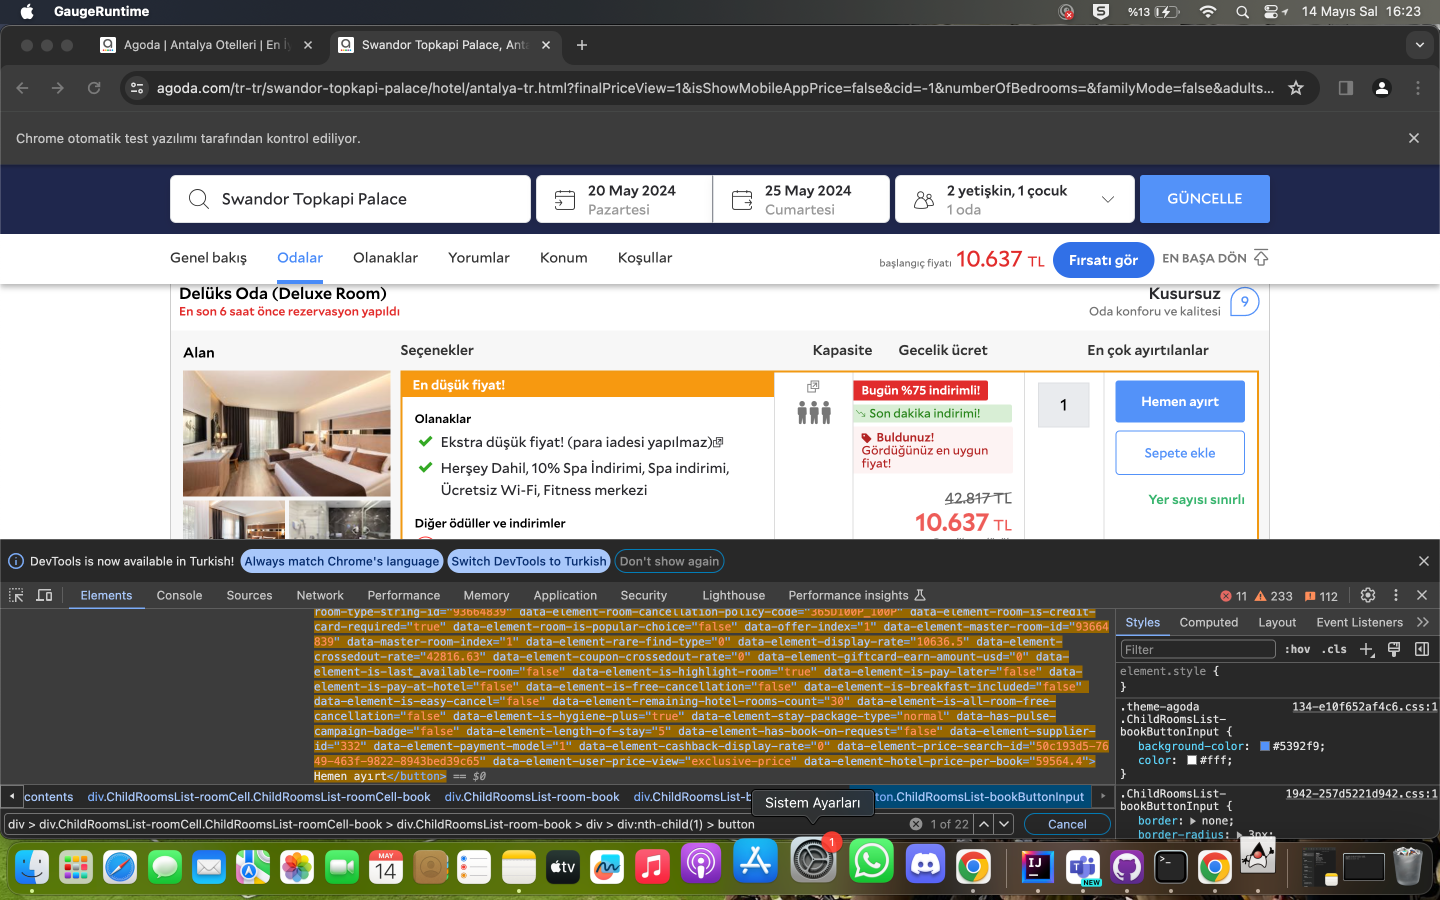 GaugeRuntime
%13
14 Mayıs Sal 16:23
Agoda | Antalya Otelleri | En İy
Swandor Topkapi Palace, Ant
agoda.com/tr-tr/swandor-topkapi-palace/hotel/antalya-tr.html?finalPriceView=1&isShowMobileAppPrice=false&cid=-1&numberOfBedrooms=&familyMode=false&adults...
Chrome otomatik test yazılımı tarafından kontrol ediliyor.
Swandor Topkapi Palace
20 May 2024
Pazartesi
25 May 2024
Cumartesi
2 yetişkin, 1 çocuk
1 oda
GÜNCELLE
Genel bakış
Odalar
Olanaklar
Yorumlar
Konum
Koşullar
başlangıç fiyatı 10.637 TL
Fırsatı gör
EN BAŞA DÖN
Delüks Oda (Deluxe Room)
En son 6 saat önce rezervasyon yapıldı
Kusursuz
Oda konforu ve kalitesi
9
Alan
Seçenekler
Kapasite
Gecelik ücret
En çok ayırtılanlar
En düşük fiyat!
Olanaklar
Ekstra düşük fiyat! (para iadesi yapılmaz)
Herşey Dahil, 10% Spa İndirimi, Spa indirimi,
Ücretsiz Wi-Fi, Fitness merkezi
Diğer ödüller ve indirimler
Bugün %75 indirimli!
Son dakika indirimi!
Buldunuz!
Gördüğünüz en uygun
fiyat!
42.817 TL
10.637 TL
1
Hemen ayırt
Sepete ekle
Yer sayısı sınırlı
DevTools is now available in Turkish!
Always match Chrome's language
Switch DevTools to Turkish
Don't show again
Elements
Console
Sources
Network
Performance
Memory
Application
Security
Lighthouse
Performance insights
11
233
112
room-type-string-id="93664839" data-element-room-cancellation-policy-code="365D100P_100P" data-element-room-is-credit-
card-required="true" data-element-room-is-popular-choice="false" data-offer-index="1" data-element-master-room-id="93664
839" data-master-room-index="1" data-element-rare-find-type="0" data-element-display-rate="10636.5" data-element-
crossedout-rate="42816.63" data-element-coupon-crossedout-rate="0" data-element-giftcard-earn-amount-usd="0" data-
element-is-last_available-room="false" data-element-is-highlight-room="true" data-element-is-pay-later="false" data-
element-is-pay-at-hotel="false" data-element-is-free-cancellation="false" data-element-is-breakfast-included="false"
data-element-is-easy-cancel="false" data-element-remaining-hotel-rooms-count="30" data-element-is-all-room-free-
cancellation="false" data-element-is-hygiene-plus="true" data-element-stay-package-type="normal" data-has-pulse-
campaign-badge="false" data-element-length-of-stay="5" data-element-has-book-on-request="false" data-element-supplier-
id="332" data-element-payment-model="1" data-element-cashback-display-rate="0" data-element-price-search-id="50c193d5-76
49-463f-9822-8943bed39c65" data-element-user-price-view="exclusive-price" data-element-hotel-price-per-book="59564.4">
Hemen ayırt</button> == $0
Styles
Computed
Layout
Event Listeners
Filter
:hov
.cls
element.style {
}
.theme-agoda
134-e10f652af4c6.css:1
.ChildRoomsList-
bookButtonInput {
background-color: #5392f9;
color: #fff;
}
.ChildRoomsList-
1942-257d5221d942.css:1
bookButtonInput {
border: none;
border-radius: 3px;
contents
div.ChildRoomsList-roomCell.ChildRoomsList-roomCell-book
div.ChildRoomsList-room-book
div.ChildRoomsList-b
ton.ChildRoomsList-bookButtonInput
Sistem Ayarları
div > div.ChildRoomsList-roomCell.ChildRoomsList-roomCell-book > div.ChildRoomsList-room-book > div > div:nth-child(1) > button
1 of 22
Cancel
MAY
14
tv
1
IJ
NEW